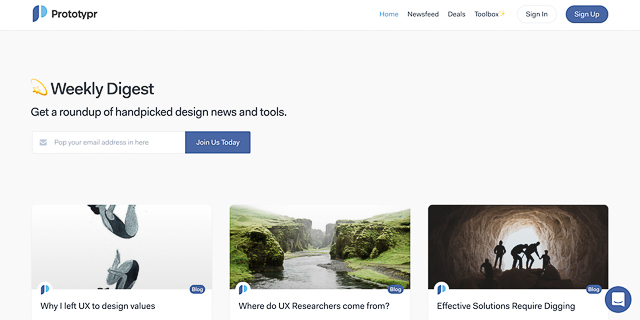 Prototypr
Home Newsfeed Deals Toolbox✨ Sign In Sign Up
💫 Weekly Digest
Get a roundup of handpicked design news and tools.
Pop your email address in here Join Us Today
Blog Blog Blog
Why I left UX to design values
Where do UX Researchers come from?
Effective Solutions Require Digging